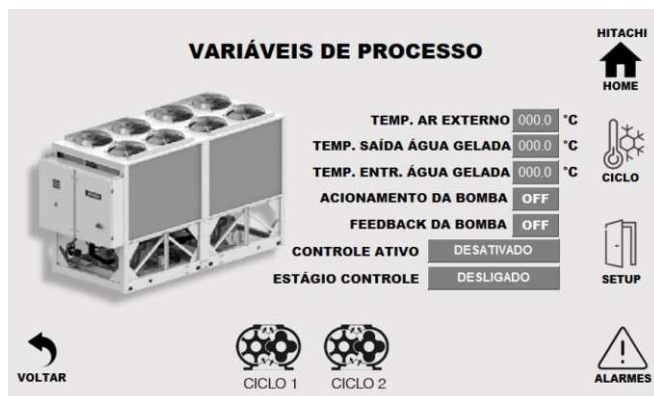 VARIÁVEIS DE PROCESSO
HITACHI
HOME
TEMP. AR EXTERNO 000.0 °C
TEMP. SAÍDA ÁGUA GELADA 000.0 °C
TEMP. ENTR. ÁGUA GELADA 000.0 °C
CICLO
ACIONAMENTO DA BOMBA OFF
FEEDBACK DA BOMBA OFF
CONTROLE ATIVO DESATIVADO
ESTÁGIO CONTROLE DESLIGADO
SETUP
VOLTAR
CICLO 1
CICLO 2
ALARMES